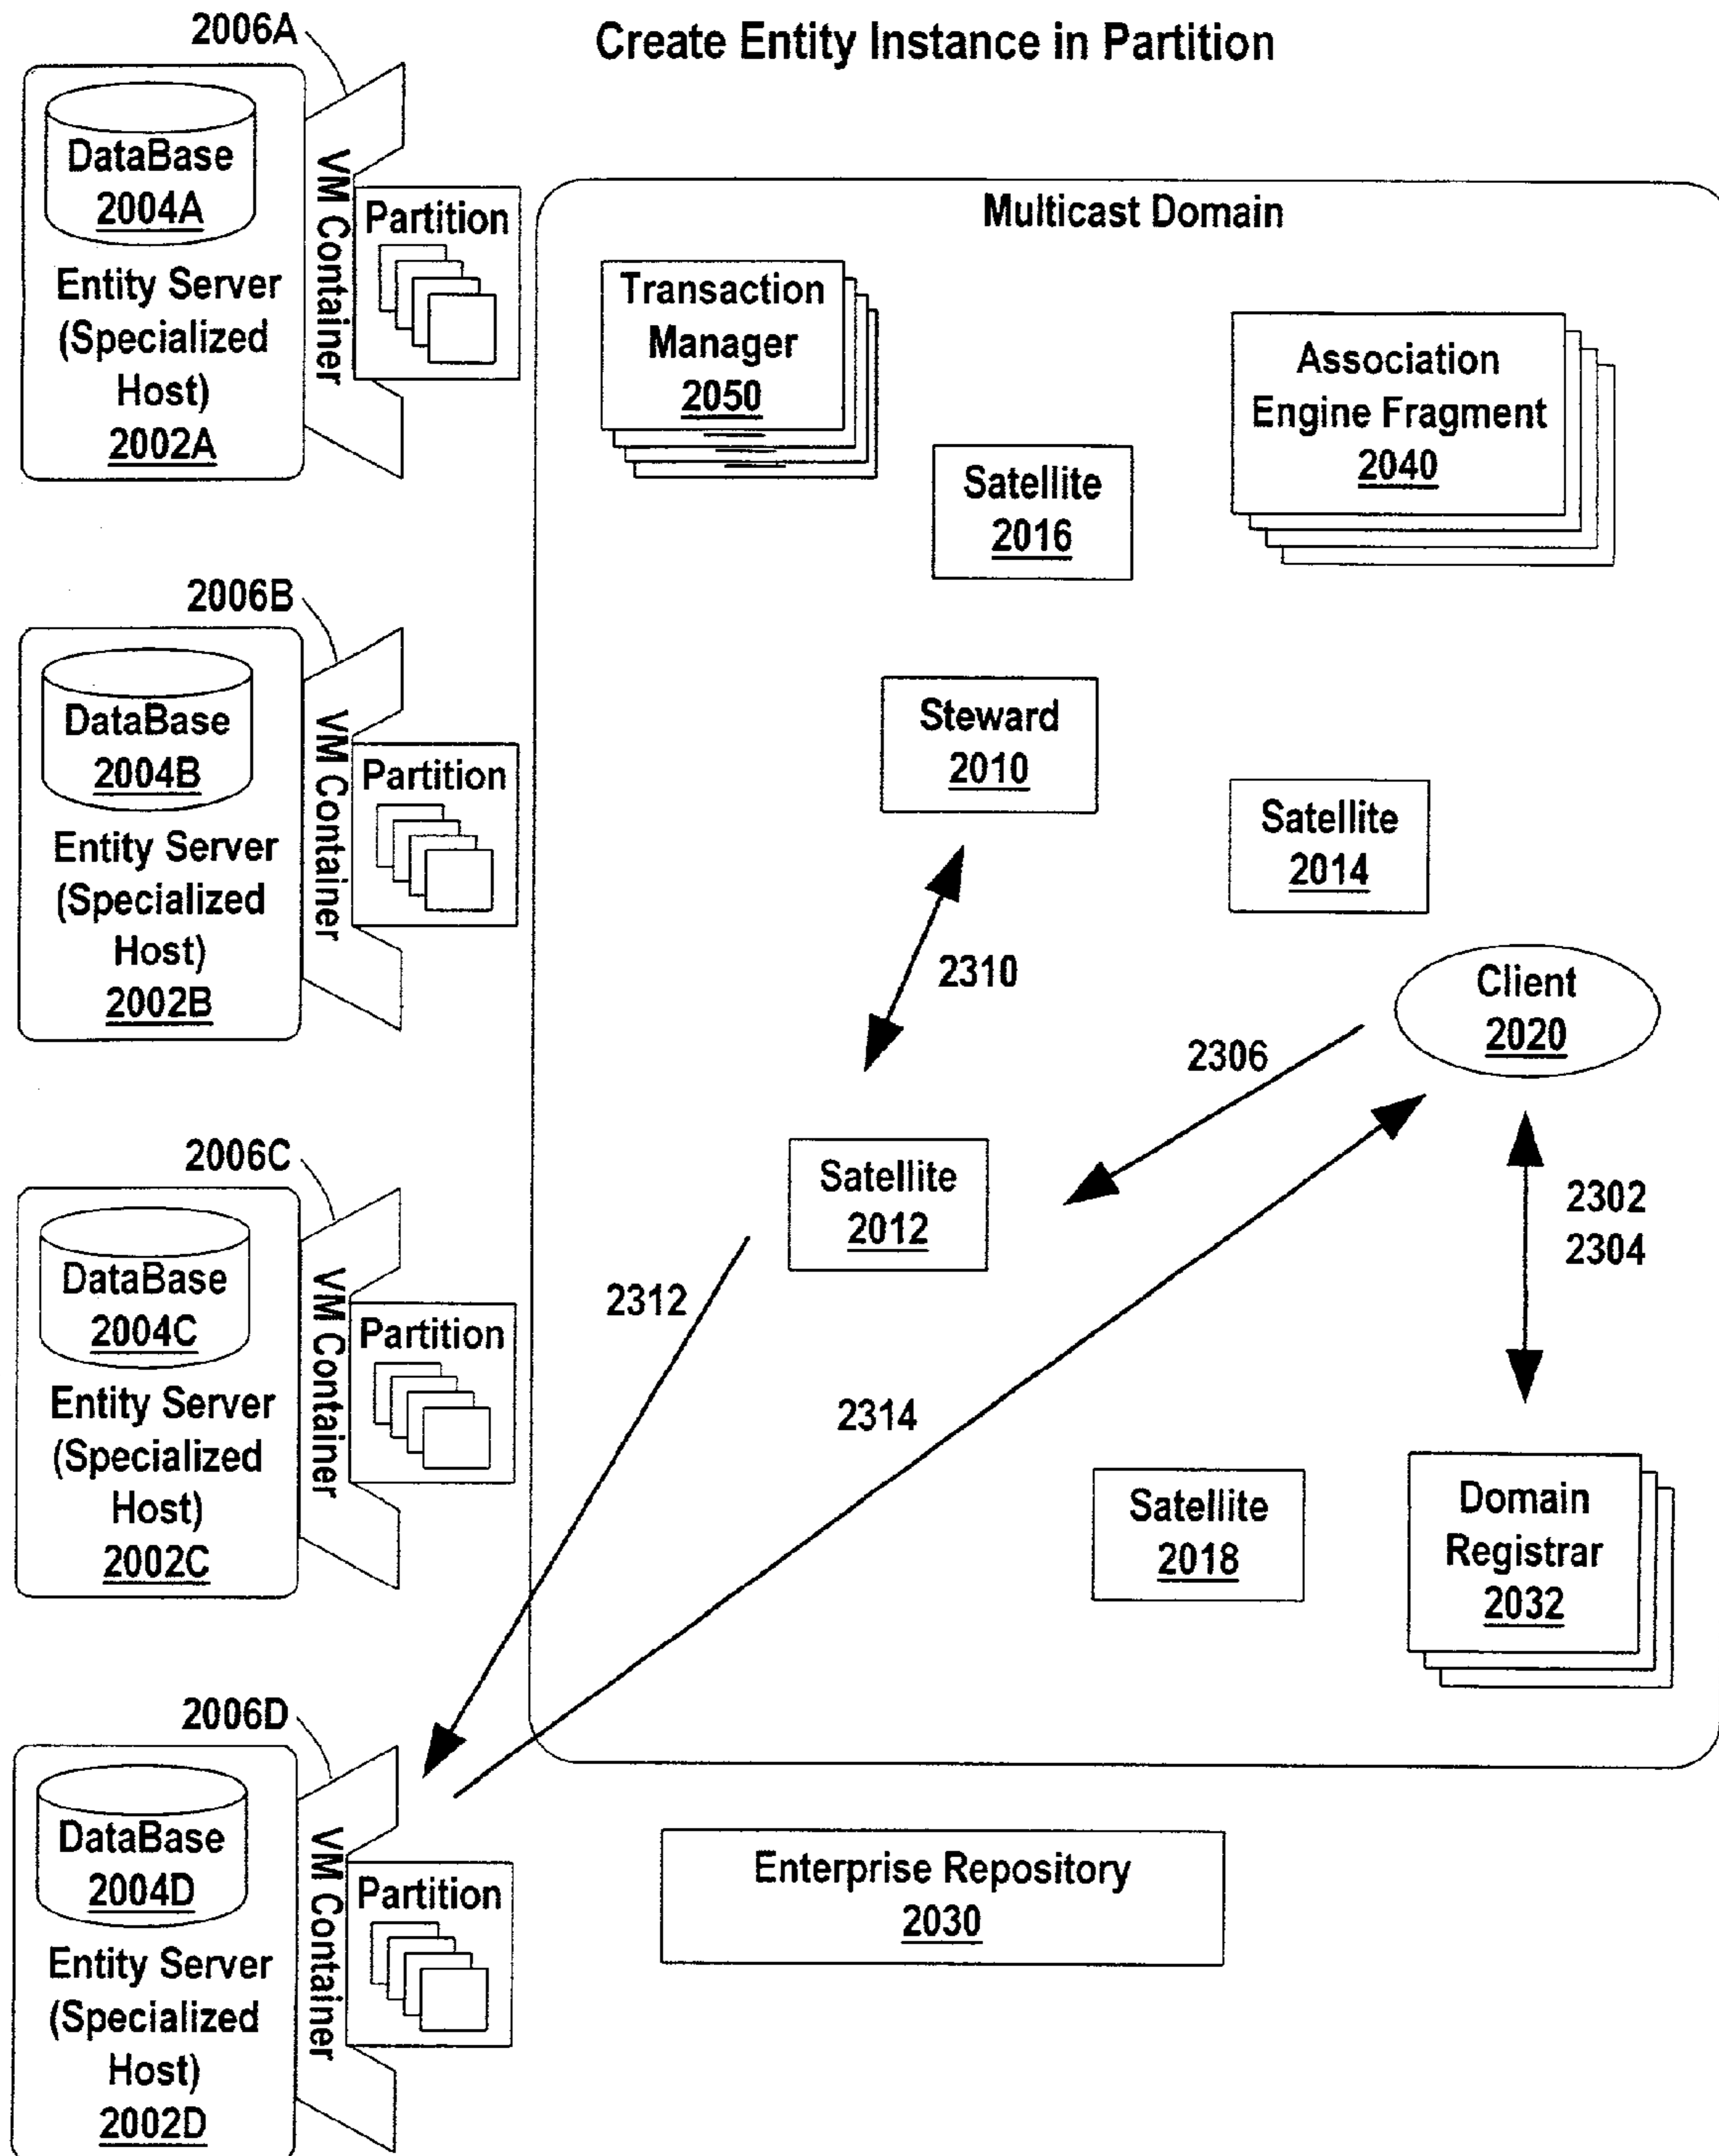 Create Entity Instance in Partition
2006A
DataBase
2004A
Entity Server
(Specialized
Host)
2002A
VM Container
Partition
2006B
DataBase
2004B
Entity Server
(Specialized
Host)
2002B
VM Container
Partition
2006C
DataBase
2004C
Entity Server
(Specialized
Host)
2002C
VM Container
Partition
2006D
DataBase
2004D
Entity Server
(Specialized
Host)
2002D
VM Container
Partition
Multicast Domain
Transaction
Manager
2050
Association
Engine Fragment
2040
Satellite
2016
Steward
2010
Satellite
2014
2310
Client
2020
2306
Satellite
2012
2302
2304
2312
2314
Satellite
2018
Domain
Registrar
2032
Enterprise Repository
2030